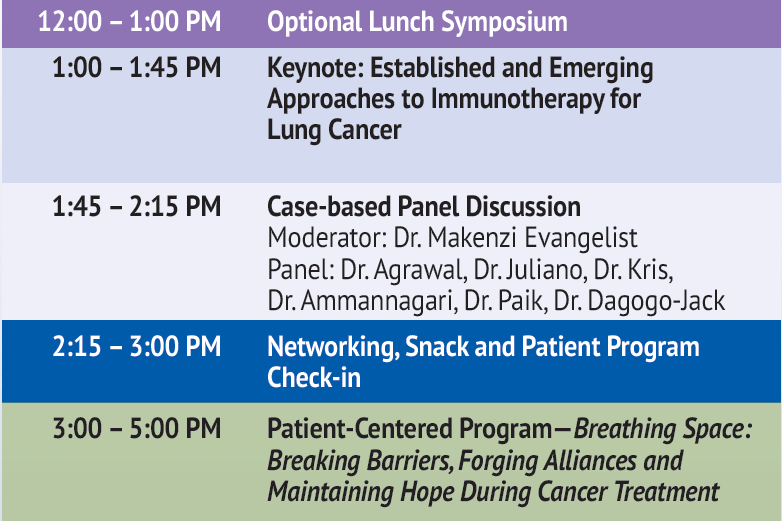 12:00 – 1:00 PM Optional Lunch Symposium
1:00 – 1:45 PM Keynote: Established and Emerging
Approaches to Immunotherapy for
Lung Cancer
1:45 – 2:15 PM Case-based Panel Discussion
Moderator: Dr. Makenzi Evangelist
Panel: Dr. Agrawal, Dr. Juliano, Dr. Kris,
Dr. Ammannagari, Dr. Paik, Dr. Dagogo-Jack
2:15 – 3:00 PM Networking, Snack and Patient Program
Check-in
3:00 – 5:00 PM Patient-Centered Program—Breathing Space:
Breaking Barriers, Forging Alliances and
Maintaining Hope During Cancer Treatment